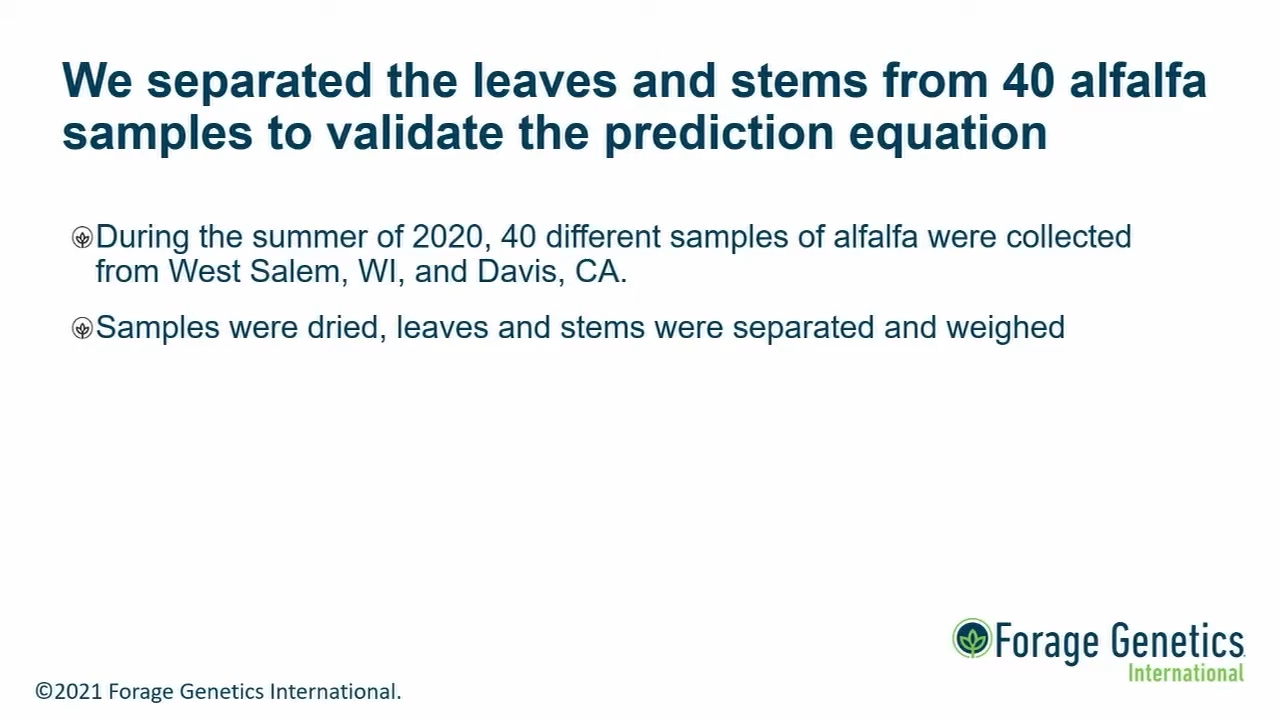 We separated the leaves and stems from 40 alfalfa
samples to validate the prediction equation
During the summer of 2020, 40 different samples of alfalfa were collected
from West Salem, WI, and Davis, CA.
Samples were dried, leaves and stems were separated and weighed
Forage Genetics
International
©2021 Forage Genetics International.